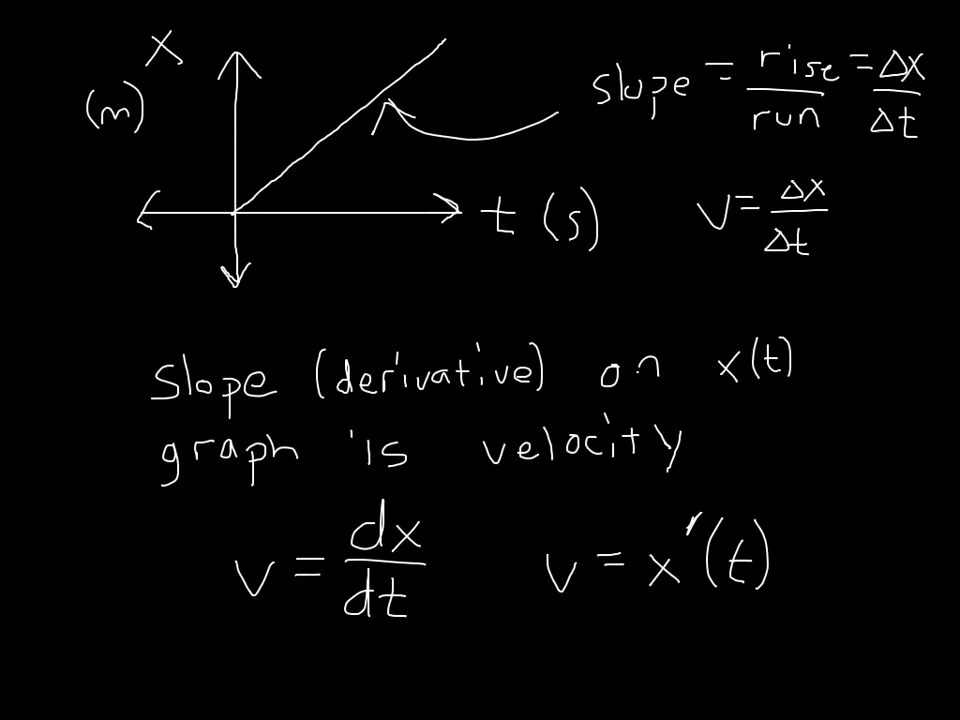 x
(m)
t (s)
slope = rise/run = Δx/Δt
v = Δx/Δt
Slope (derivative) on x(t)
graph is velocity
v = dx/dt
v = x'(t)